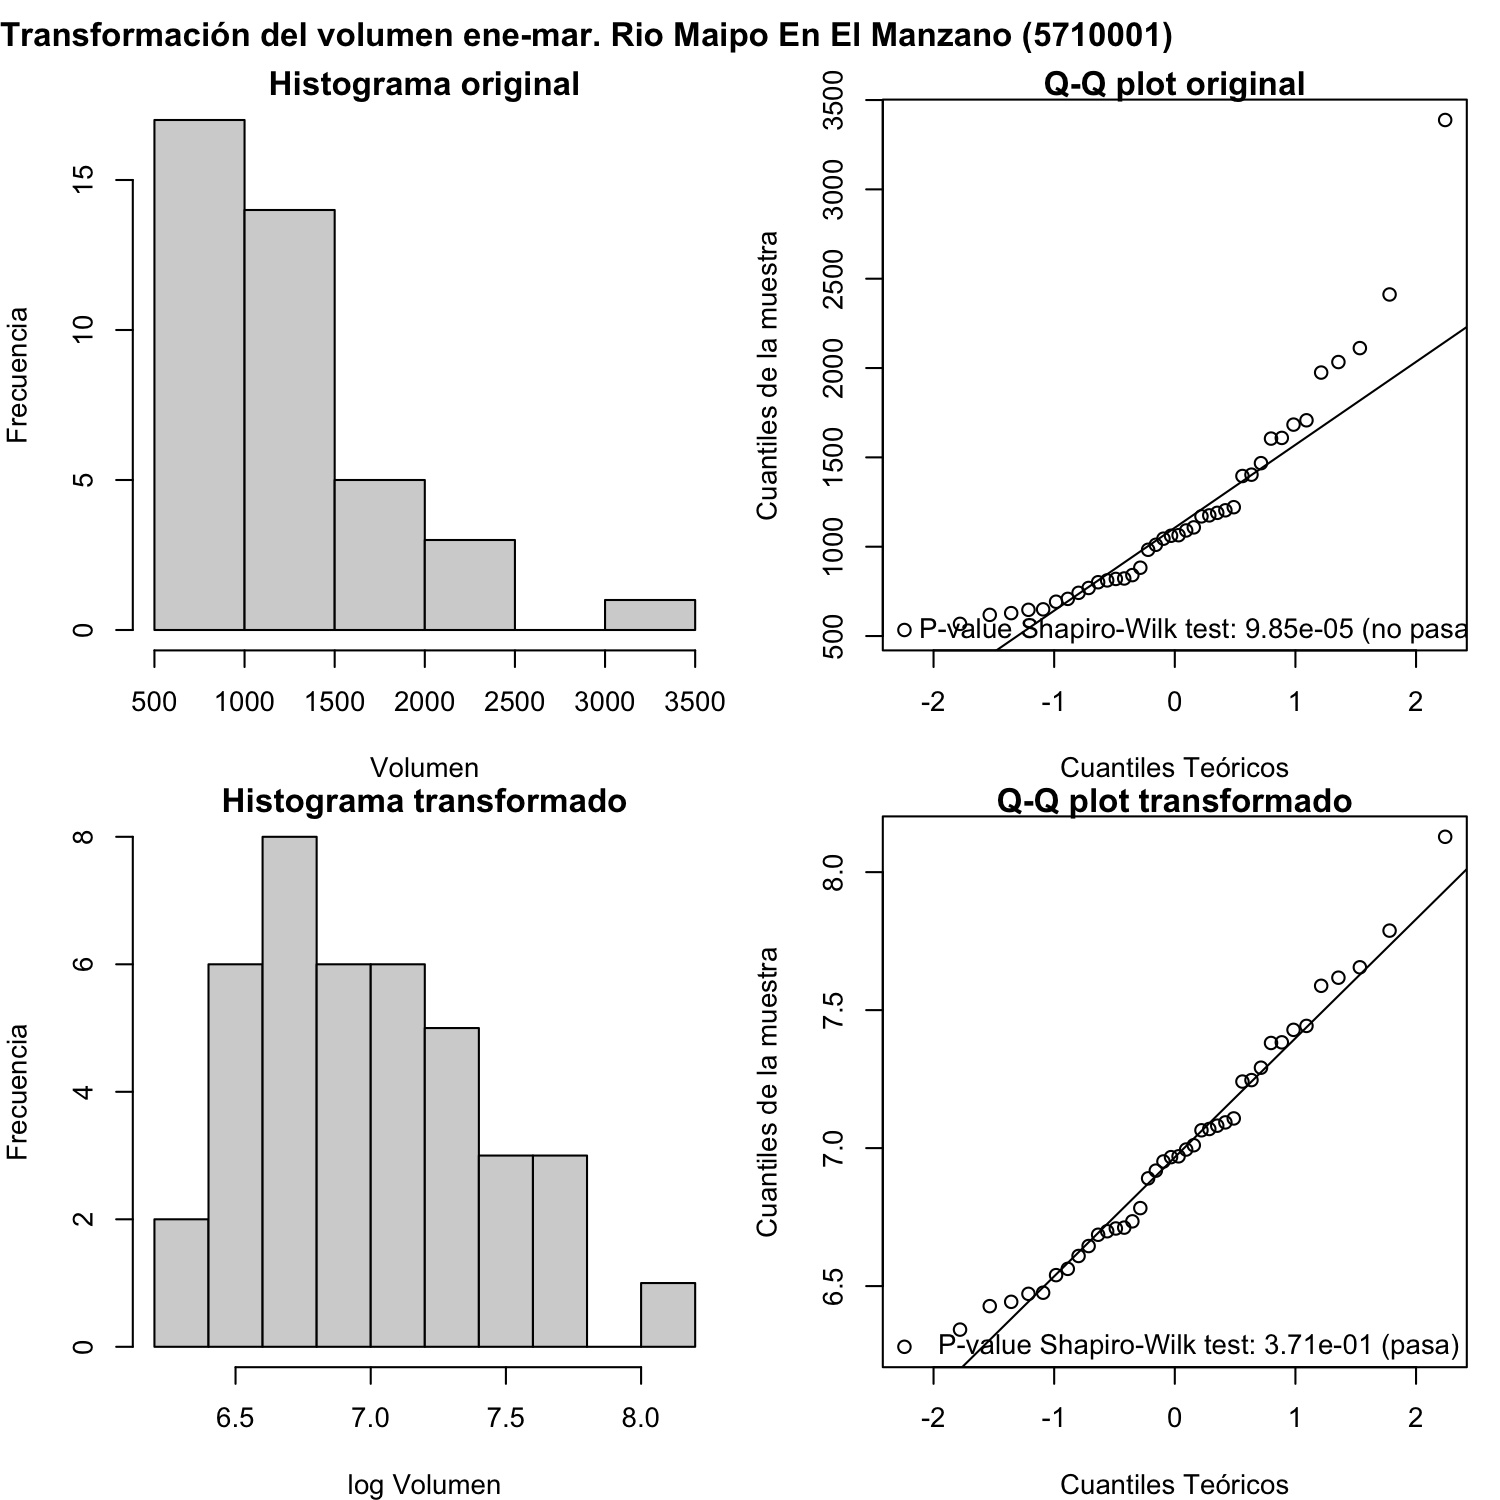 Transformación del volumen ene-mar. Rio Maipo En El Manzano (5710001)
Histograma original
Frecuencia
15
10
5
0
500 1000 1500 2000 2500 3000 3500
Volumen
Q-Q plot original
Cuantiles de la muestra
3500
3000
2500
2000
1500
1000
500
P-value Shapiro-Wilk test: 9.85e-05 (no pasa
-2 -1 0 1 2
Cuantiles Teóricos
Histograma transformado
Frecuencia
8
6
4
2
0
6.5 7.0 7.5 8.0
log Volumen
Q-Q plot transformado
Cuantiles de la muestra
8.0
7.5
7.0
6.5
P-value Shapiro-Wilk test: 3.71e-01 (pasa)
-2 -1 0 1 2
Cuantiles Teóricos